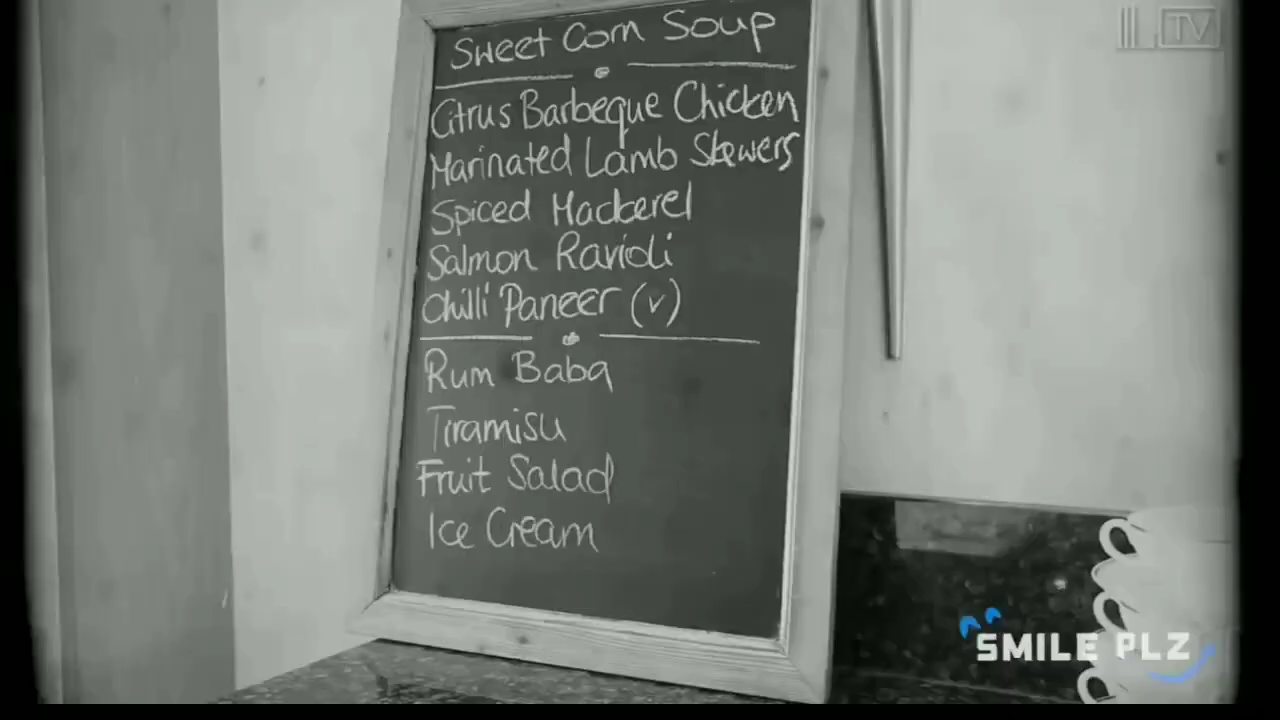 Sweet Corn Soup
Citrus Barbeque Chicken
Marinated Lamb Skewers
Spiced Mackerel
Salmon Ravioli
Chilli Paneer (v)
Rum Baba
Tiramisu
Fruit Salad
Ice Cream
TV
SMILE PLZ